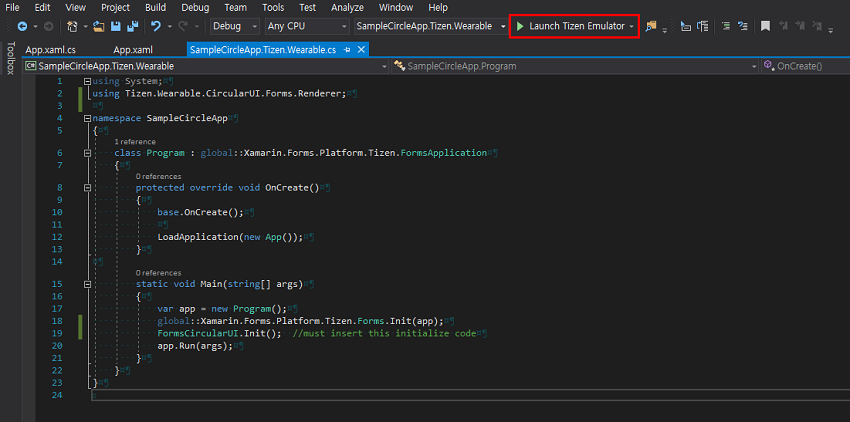 File Edit View Project Build Debug Team Tools Test Analyze Window Help
Debug Any CPU SampleCircleApp.Tizen.Wearable Launch Tizen Emulator
Toolbox
App.xaml.cs App.xaml SampleCircleApp.Tizen.Wearable.cs
SampleCircleApp.Tizen.Wearable SampleCircleApp.Program OnCreate()
1 using System;
2 using Tizen.Wearable.CircularUI.Forms.Renderer;
3
4 namespace SampleCircleApp
5 {
1 reference
6 class Program : global::Xamarin.Forms.Platform.Tizen.FormsApplication
7 {
0 references
8 protected override void OnCreate()
9 {
10 base.OnCreate();
11
12 LoadApplication(new App());
13 }
14
0 references
15 static void Main(string[] args)
16 {
17 var app = new Program();
18 global::Xamarin.Forms.Platform.Tizen.Forms.Init(app);
19 FormsCircularUI.Init(); //must insert this initialize code
20 app.Run(args);
21 }
22 }
23 }
24